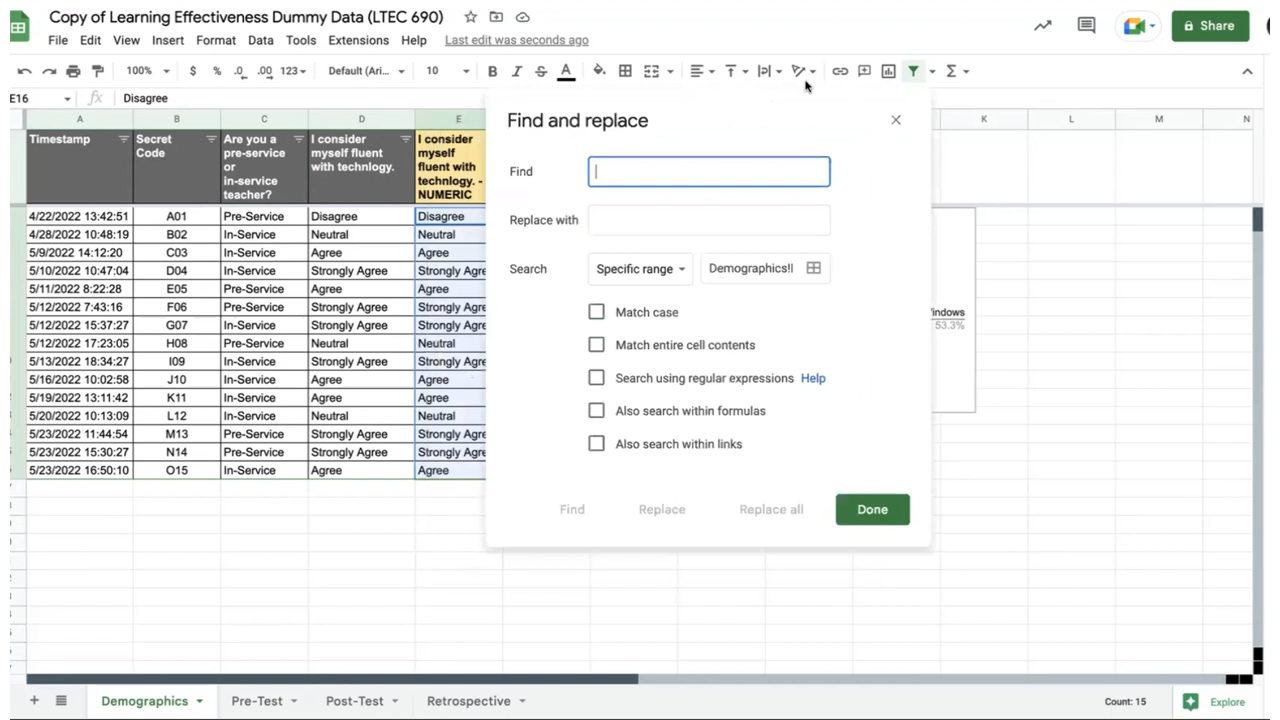 Copy of Learning Effectiveness Dummy Data (LTEC 690)
File Edit View Insert Format Data Tools Extensions Help Last edit was seconds ago
Share
100% $ % .0 .00 123 Default (Ari... 10 B I S A
E16 fx Disagree
A B C D E K L M N
Timestamp
Secret
Code
Are you a
pre-service
or
in-service
teacher?
I consider
myself fluent
with technlogy.
I consider
myself
fluent with
technlogy. -
NUMERIC
4/22/2022 13:42:51 A01 Pre-Service Disagree Disagree
4/28/2022 10:48:19 B02 In-Service Neutral Neutral
5/9/2022 14:12:20 C03 In-Service Agree Agree
5/10/2022 10:47:04 D04 In-Service Strongly Agree Strongly Agre
5/11/2022 8:22:28 E05 Pre-Service Agree Agree
5/12/2022 7:43:16 F06 Pre-Service Strongly Agree Strongly Agre
5/12/2022 15:37:27 G07 In-Service Strongly Agree Strongly Agre
5/12/2022 17:23:05 H08 Pre-Service Neutral Neutral
5/13/2022 18:34:27 I09 In-Service Strongly Agree Strongly Agre
5/16/2022 10:02:58 J10 In-Service Agree Agree
5/19/2022 13:11:42 K11 In-Service Agree Agree
5/20/2022 10:13:09 L12 In-Service Neutral Neutral
5/23/2022 11:44:54 M13 Pre-Service Strongly Agree Strongly Agre
5/23/2022 15:30:27 N14 Pre-Service Strongly Agree Strongly Agre
5/23/2022 16:50:10 O15 In-Service Agree Agree
Find and replace
Find
Replace with
Search Specific range Demographics!I
Match case
Match entire cell contents
Search using regular expressions Help
Also search within formulas
Also search within links
Find Replace Replace all Done
indows
53.3%
Demographics Pre-Test Post-Test Retrospective Count: 15 Explore